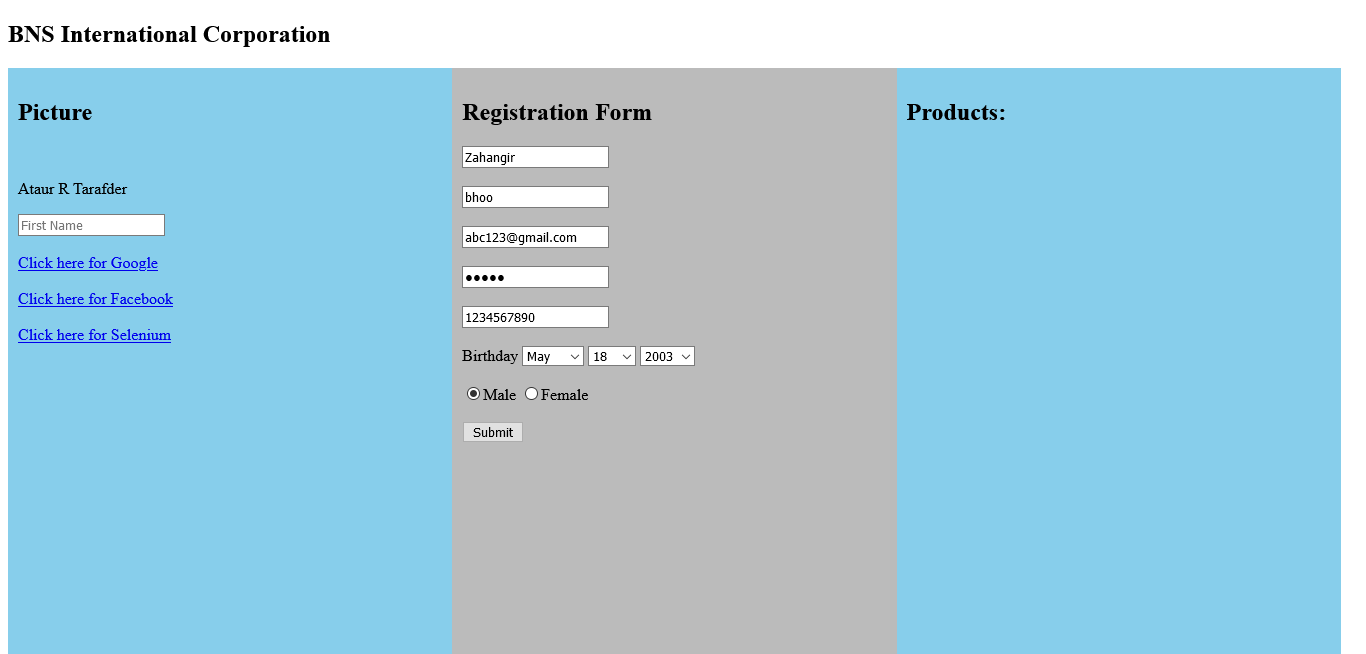 BNS International Corporation
Picture
Ataur R Tarafder
First Name
Click here for Google
Click here for Facebook
Click here for Selenium
Registration Form
Zahangir
bhoo
abc123@gmail.com
●●●●●
1234567890
Birthday May 18 2003
Male Female
Submit
Products: